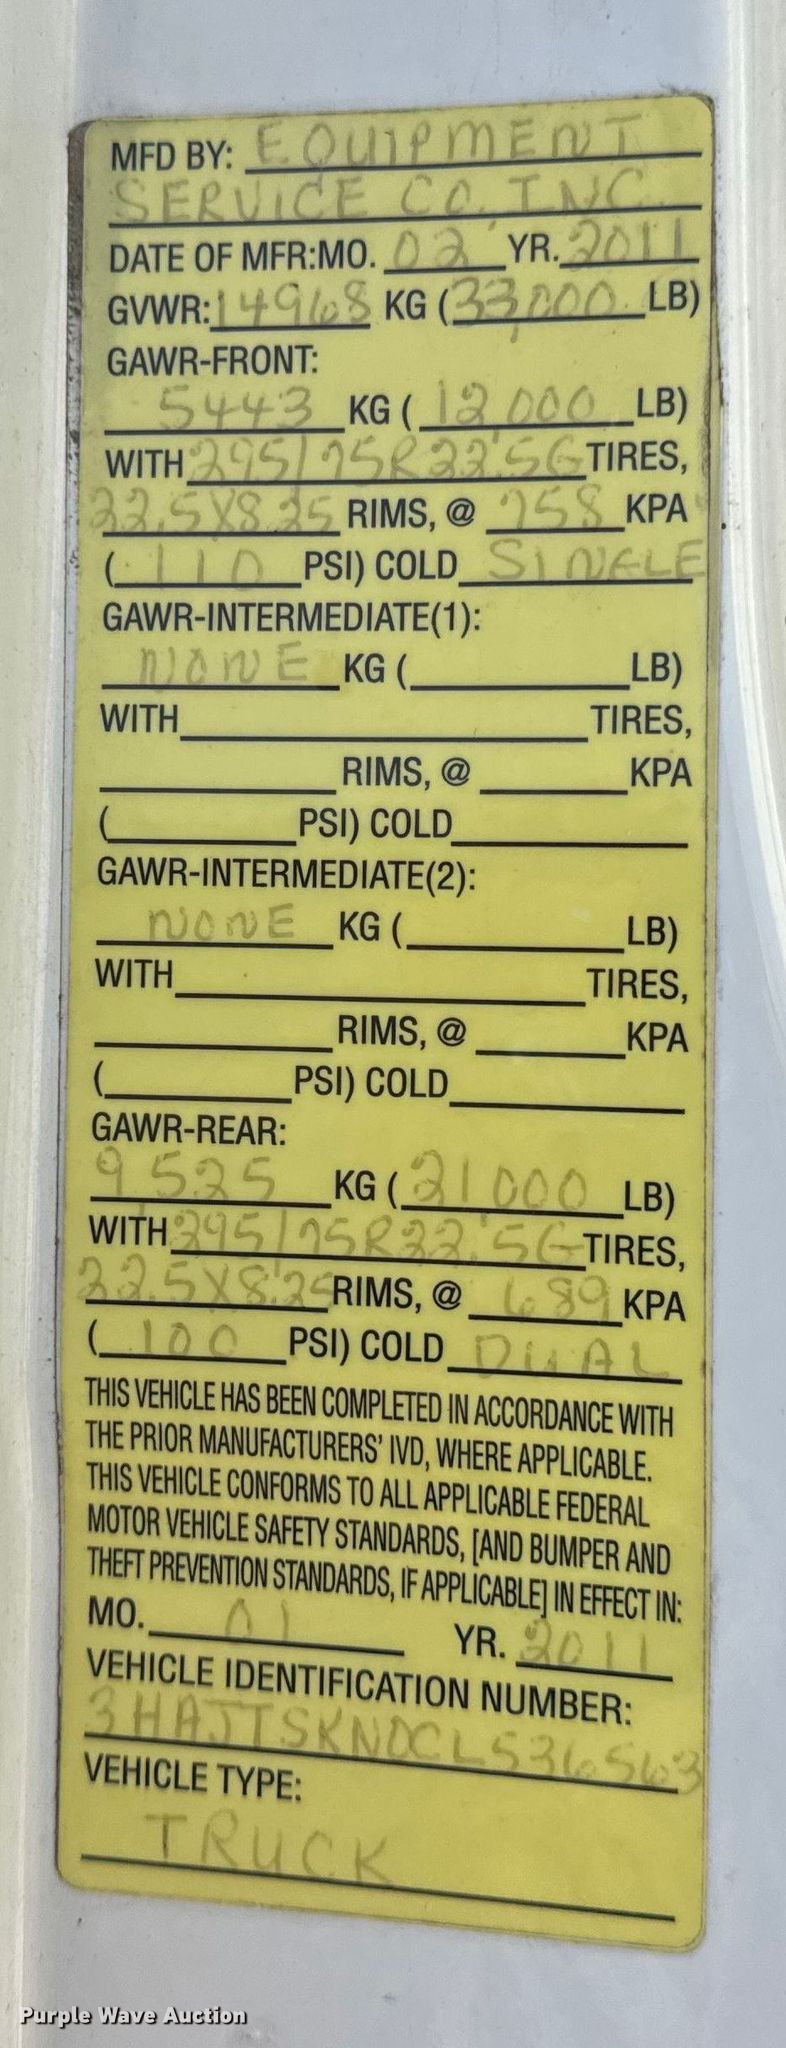 MFD BY: EQUIPMENT
SERVICE CO. INC.
DATE OF MFR:MO. 02 YR. 2011
GVWR: 14968 KG (33,000 LB)
GAWR-FRONT:
5443 KG (12,000 LB)
WITH 295/75R22.5G TIRES,
22.5X8.25 RIMS, @ 758 KPA
(110 PSI) COLD SINGLE
GAWR-INTERMEDIATE(1):
NONE KG ( LB)
WITH TIRES,
RIMS, @ KPA
( PSI) COLD
GAWR-INTERMEDIATE(2):
NONE KG ( LB)
WITH TIRES,
RIMS, @ KPA
( PSI) COLD
GAWR-REAR:
9,525 KG (21,000 LB)
WITH 295/75R22.5G TIRES,
22.5X8.25 RIMS, @ 689 KPA
(100 PSI) COLD DUAL
THIS VEHICLE HAS BEEN COMPLETED IN ACCORDANCE WITH
THE PRIOR MANUFACTURERS' IVD, WHERE APPLICABLE.
THIS VEHICLE CONFORMS TO ALL APPLICABLE FEDERAL
MOTOR VEHICLE SAFETY STANDARDS, [AND BUMPER AND
THEFT PREVENTION STANDARDS, IF APPLICABLE] IN EFFECT IN:
MO. 01 YR. 2011
VEHICLE IDENTIFICATION NUMBER:
3HAJTSKN0CL536563
VEHICLE TYPE:
TRUCK
Purple Wave Auction